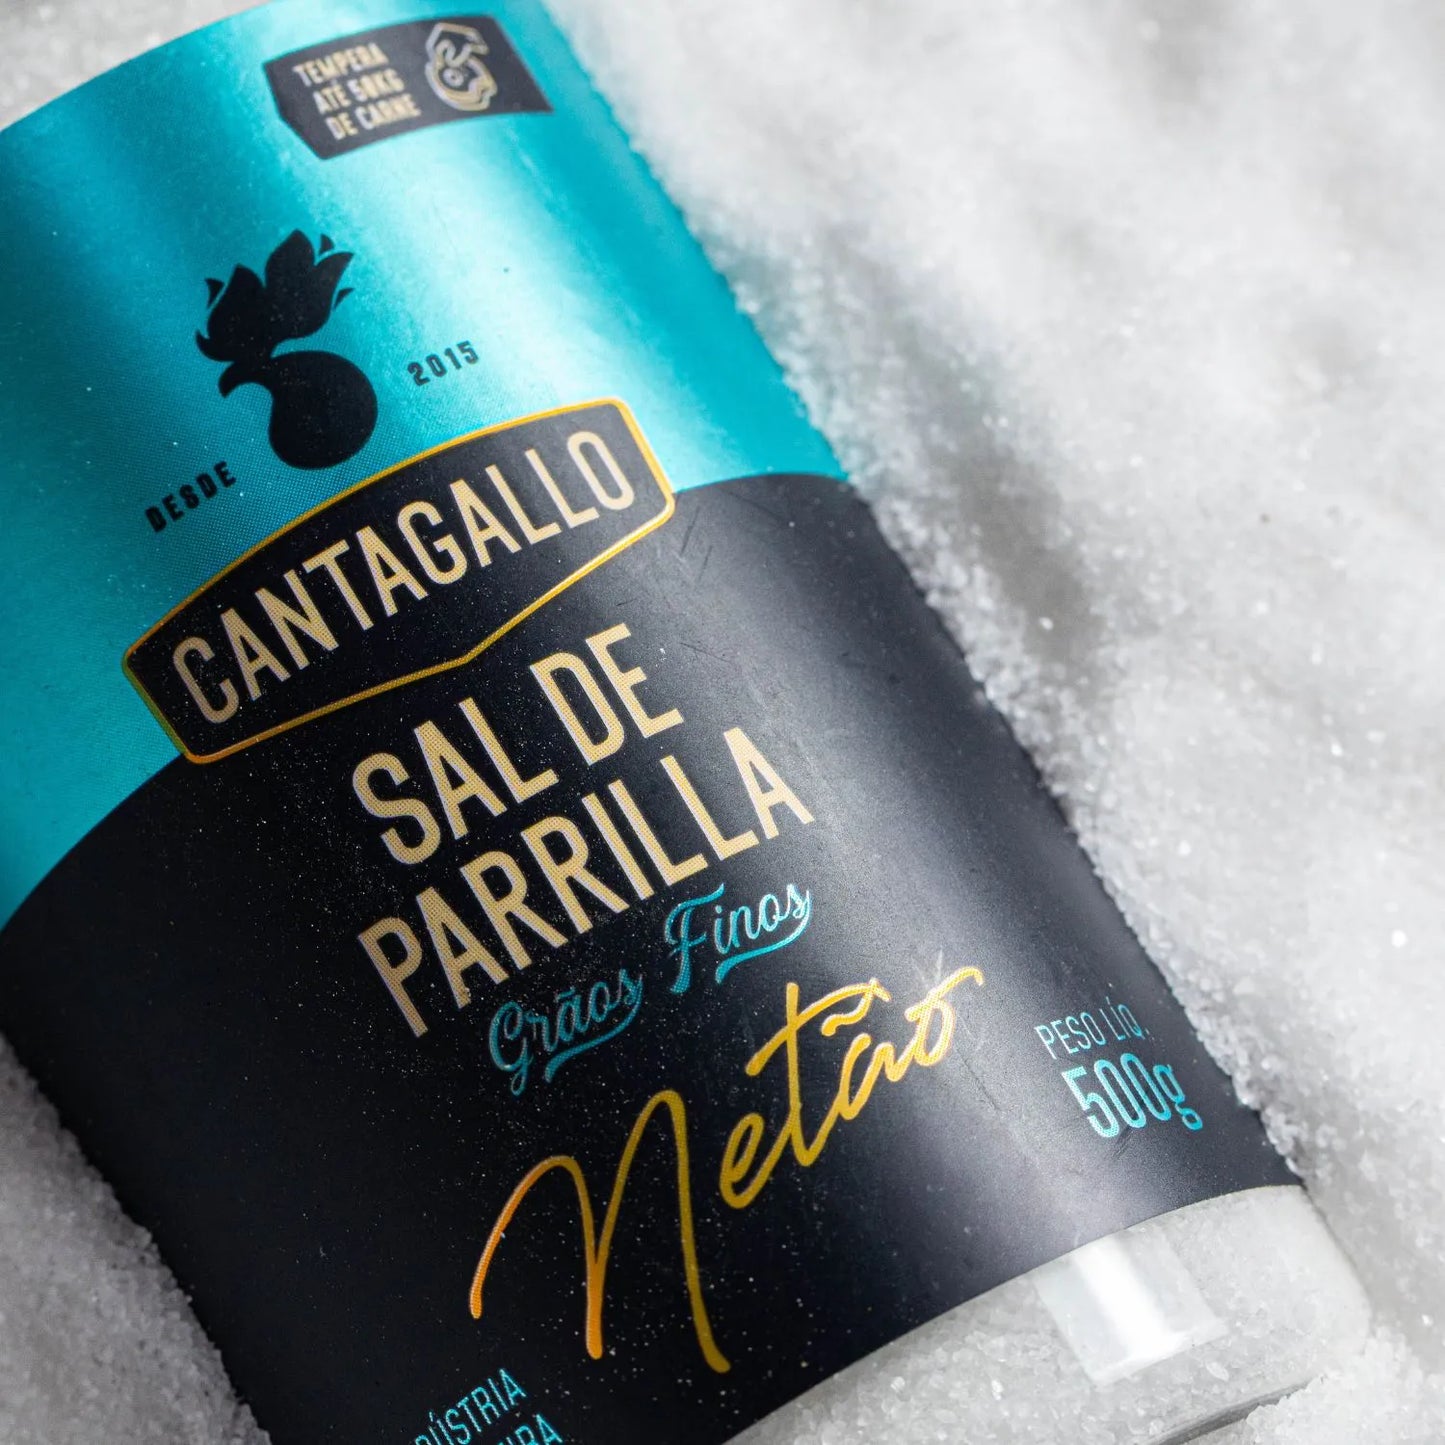 TEMPERA
ATÉ 50KG
DE CARNE
DESDE 2015
CANTAGALLO
SAL DE
PARRILLA
Grãos Finos
Netão
PESO LÍQ.
500g